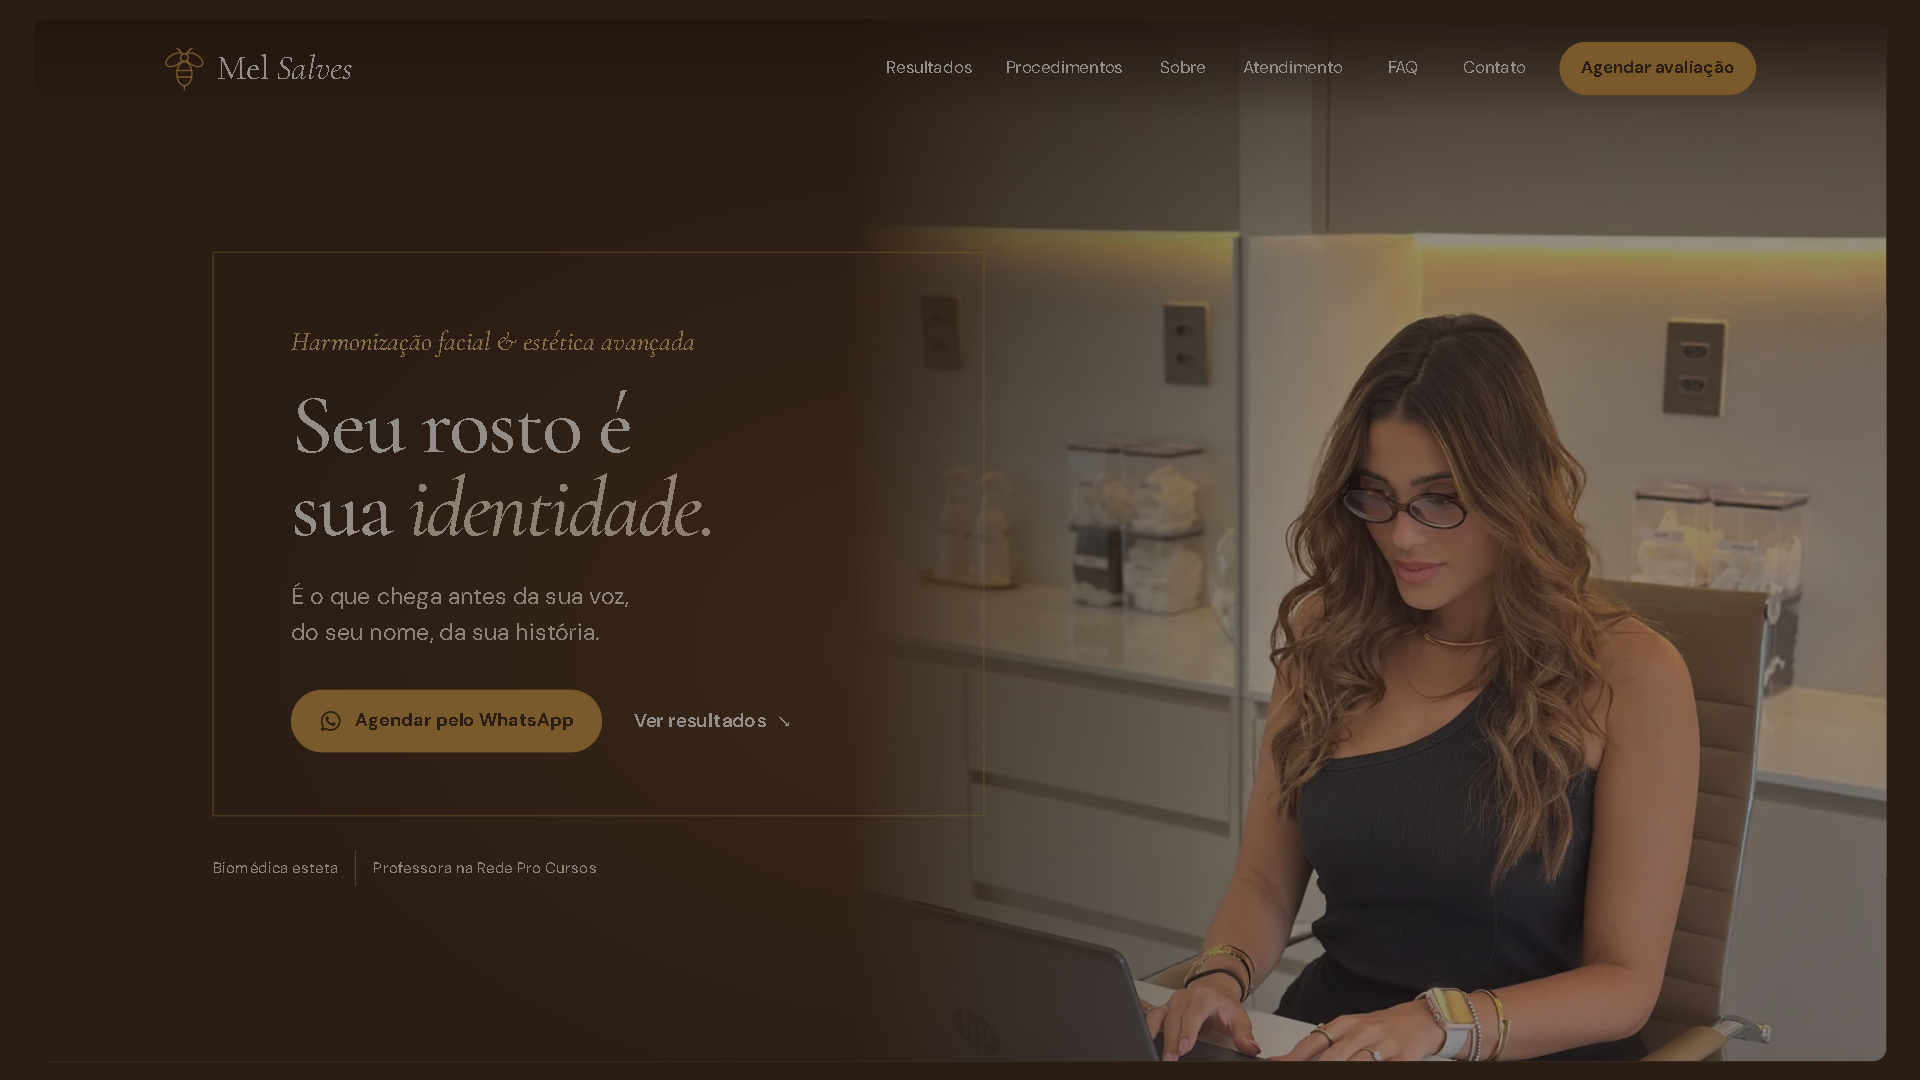 Mel Salves
Resultados Procedimentos Sobre Atendimento FAQ Contato Agendar avaliação
Harmonização facial & estética avançada
Seu rosto é
sua identidade.
É o que chega antes da sua voz,
do seu nome, da sua história.
Agendar pelo WhatsApp Ver resultados ↘
Biomédica esteta Professora na Rede Pro Cursos
hp